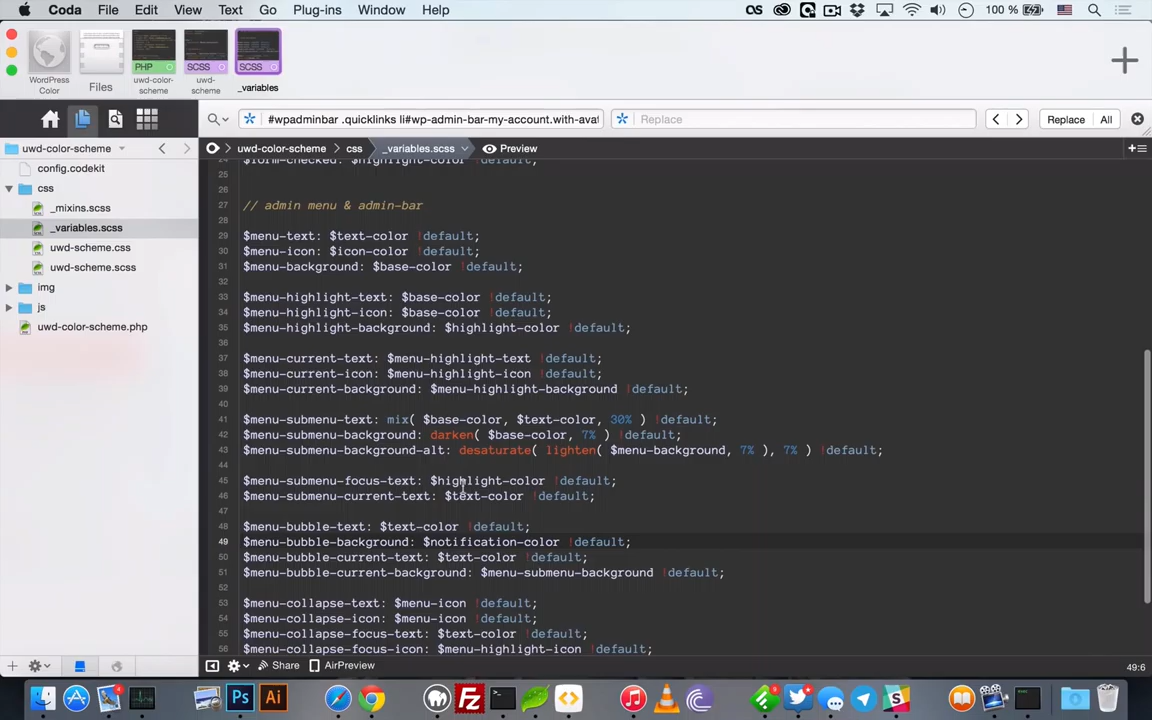 Coda File Edit View Text Go Plug-ins Window Help 100 %
PHP SCSS SCSS
WordPress Color Files uwd-color-scheme uwd-scheme _variables
#wpadminbar .quicklinks li#wp-admin-bar-my-account.with-avat Replace Replace All
uwd-color-scheme uwd-color-scheme css _variables.scss Preview
config.codekit
css
_mixins.scss
_variables.scss
uwd-scheme.css
uwd-scheme.scss
img
js
uwd-color-scheme.php
24 $form-checked: $highlight-color !default;
25
26
27 // admin menu & admin-bar
28
29 $menu-text: $text-color !default;
30 $menu-icon: $icon-color !default;
31 $menu-background: $base-color !default;
32
33 $menu-highlight-text: $base-color !default;
34 $menu-highlight-icon: $base-color !default;
35 $menu-highlight-background: $highlight-color !default;
36
37 $menu-current-text: $menu-highlight-text !default;
38 $menu-current-icon: $menu-highlight-icon !default;
39 $menu-current-background: $menu-highlight-background !default;
40
41 $menu-submenu-text: mix( $base-color, $text-color, 30% ) !default;
42 $menu-submenu-background: darken( $base-color, 7% ) !default;
43 $menu-submenu-background-alt: desaturate( lighten( $menu-background, 7% ), 7% ) !default;
44
45 $menu-submenu-focus-text: $highlight-color !default;
46 $menu-submenu-current-text: $text-color !default;
47
48 $menu-bubble-text: $text-color !default;
49 $menu-bubble-background: $notification-color !default;
50 $menu-bubble-current-text: $text-color !default;
51 $menu-bubble-current-background: $menu-submenu-background !default;
52
53 $menu-collapse-text: $menu-icon !default;
54 $menu-collapse-icon: $menu-icon !default;
55 $menu-collapse-focus-text: $text-color !default;
56 $menu-collapse-focus-icon: $menu-highlight-icon !default;
Share AirPreview 49:6
Ps Ai Fz